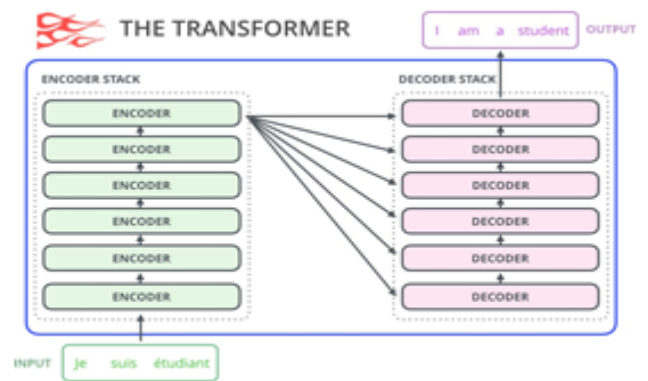 THE TRANSFORMER
I am a student OUTPUT
ENCODER STACK
ENCODER
ENCODER
ENCODER
ENCODER
ENCODER
ENCODER
DECODER STACK
DECODER
DECODER
DECODER
DECODER
DECODER
DECODER
INPUT Je suis étudiant